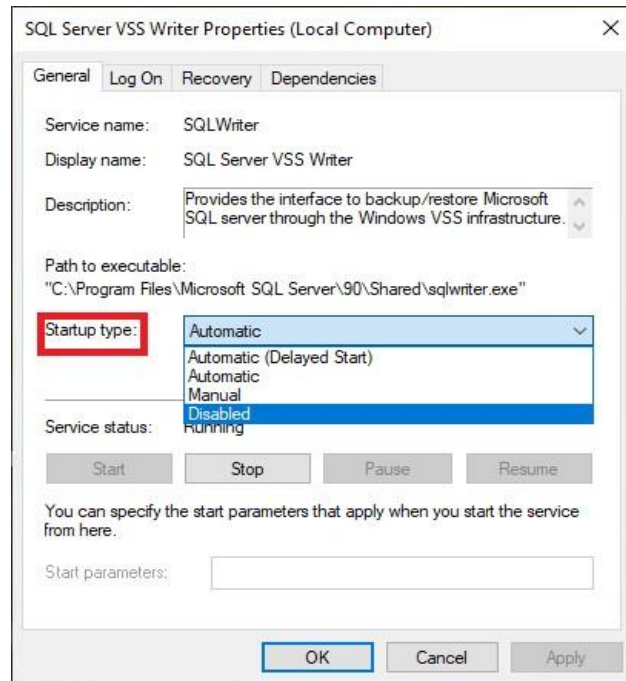 SQL Server VSS Writer Properties (Local Computer)
General Log On Recovery Dependencies
Service name: SQLWriter
Display name: SQL Server VSS Writer
Description: Provides the interface to backup/restore Microsoft
SQL server through the Windows VSS infrastructure.
Path to executable:
"C:\Program Files\Microsoft SQL Server\90\Shared\sqlwriter.exe"
Startup type: Automatic
Automatic (Delayed Start)
Automatic
Manual
Disabled
Service status: Running
Start Stop Pause Resume
You can specify the start parameters that apply when you start the service
from here.
Start parameters:
OK Cancel Apply